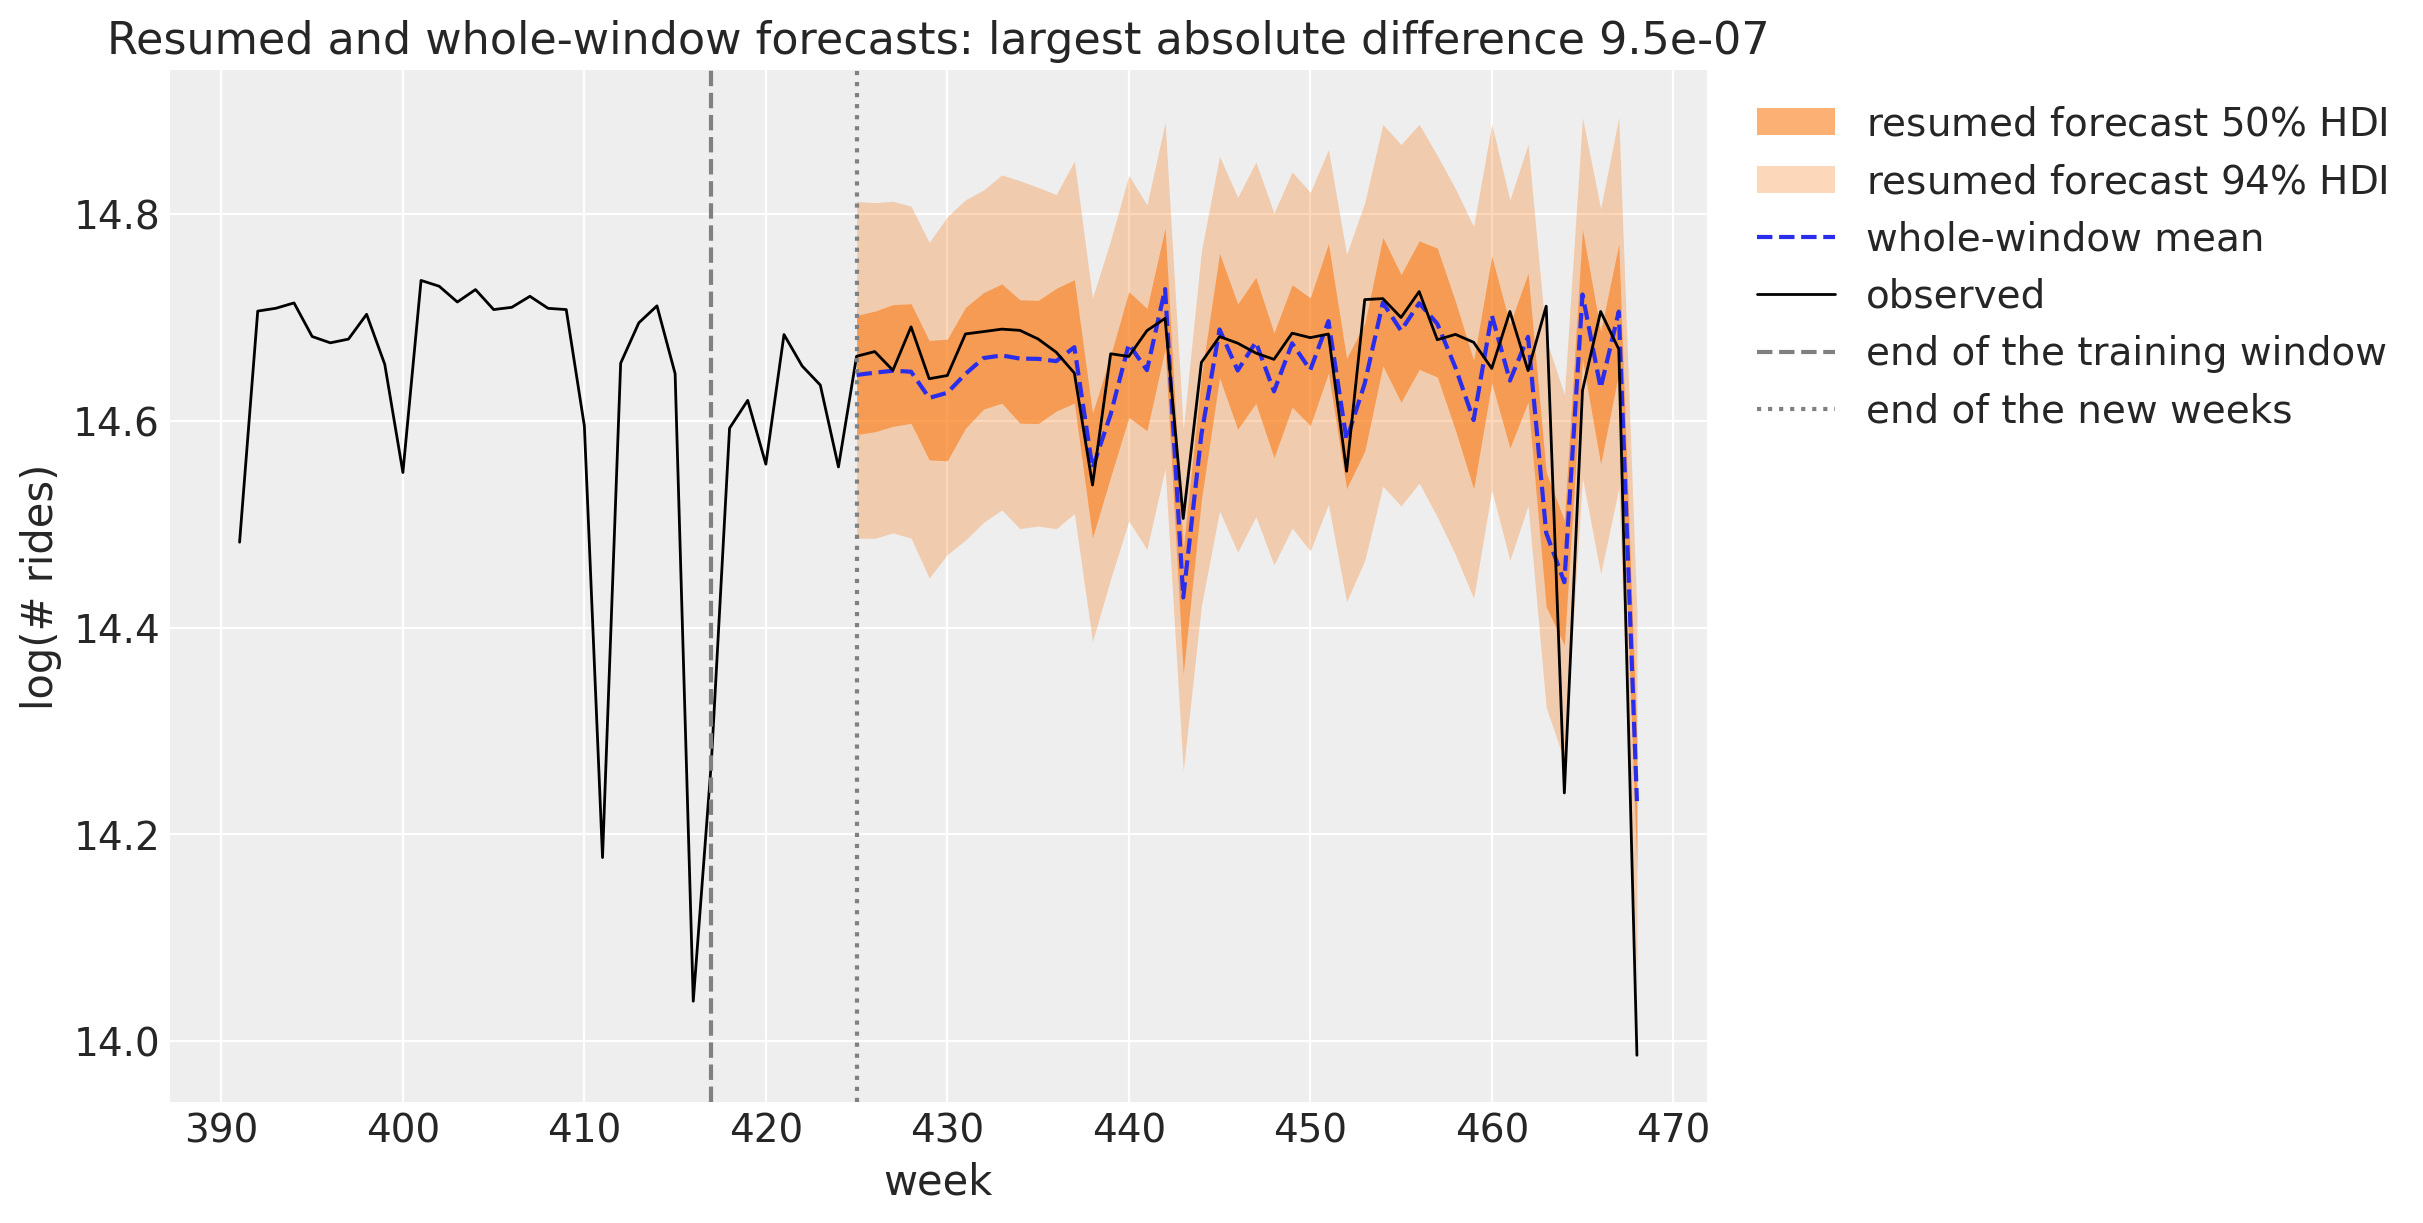 Resumed and whole-window forecasts: largest absolute difference 9.5e-07
resumed forecast 50% HDI
resumed forecast 94% HDI
whole-window mean
observed
end of the training window
end of the new weeks
log(# rides)
14.8
14.6
14.4
14.2
14.0
390 400 410 420 430 440 450 460 470
week